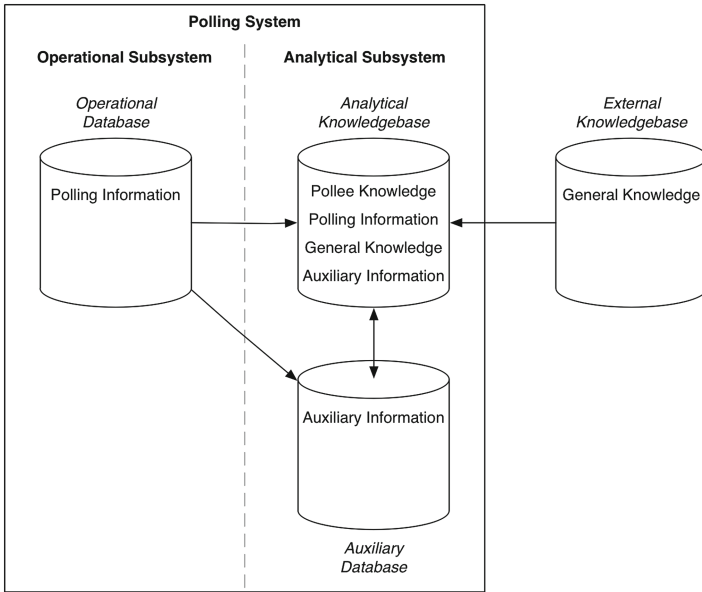 Polling System
Operational Subsystem
Analytical Subsystem
Operational
Database
Analytical
Knowledgebase
External
Knowledgebase
Polling Information
Pollee Knowledge
Polling Information
General Knowledge
Auxiliary Information
General Knowledge
Auxiliary Information
Auxiliary
Database